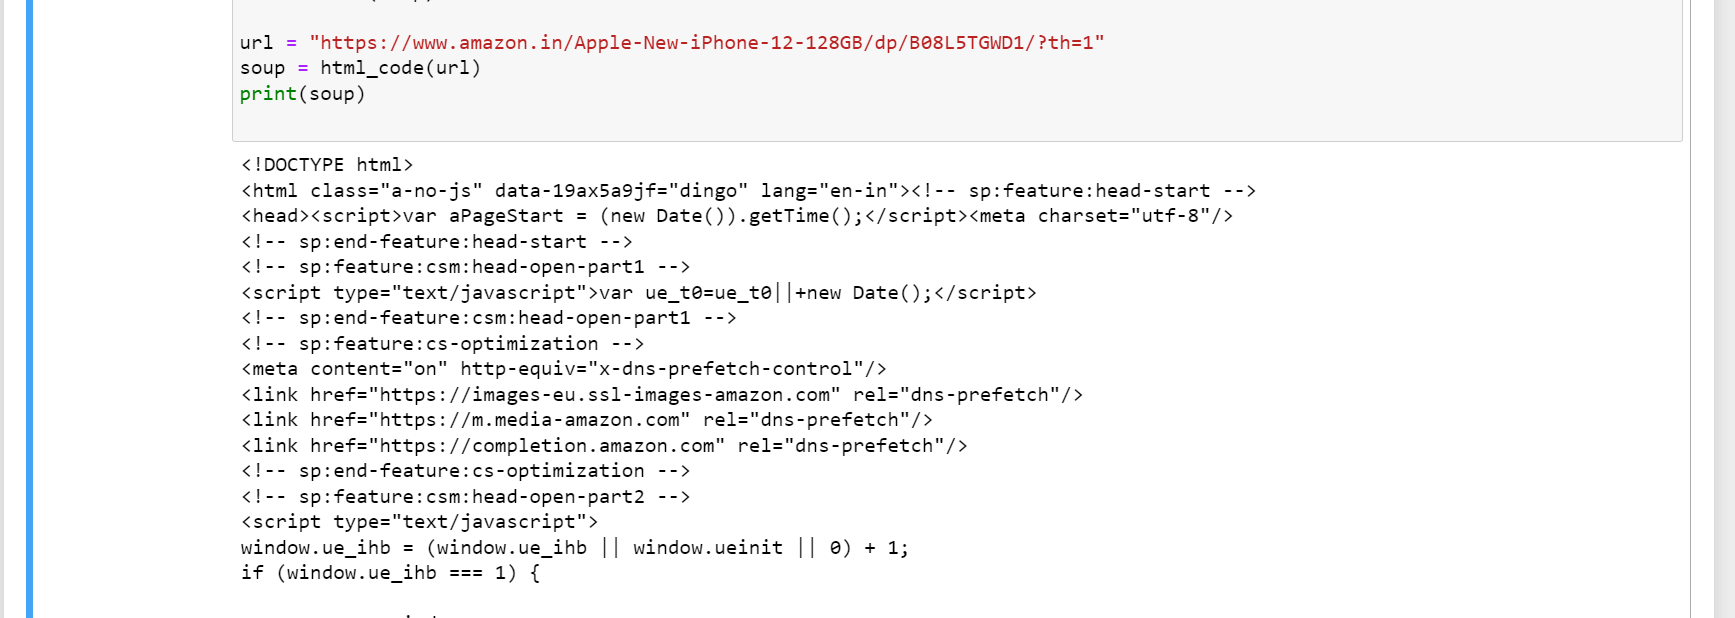 url = "https://www.amazon.in/Apple-New-iPhone-12-128GB/dp/B08L5TGWD1/?th=1"
soup = html_code(url)
print(soup)
<!DOCTYPE html>
<html class="a-no-js" data-19ax5a9jf="dingo" lang="en-in"><!-- sp:feature:head-start -->
<head><script>var aPageStart = (new Date()).getTime();</script><meta charset="utf-8"/>
<!-- sp:end-feature:head-start -->
<!-- sp:feature:csm:head-open-part1 -->
<script type="text/javascript">var ue_t0=ue_t0||+new Date();</script>
<!-- sp:end-feature:csm:head-open-part1 -->
<!-- sp:feature:cs-optimization -->
<meta content="on" http-equiv="x-dns-prefetch-control"/>
<link href="https://images-eu.ssl-images-amazon.com" rel="dns-prefetch"/>
<link href="https://m.media-amazon.com" rel="dns-prefetch"/>
<link href="https://completion.amazon.com" rel="dns-prefetch"/>
<!-- sp:end-feature:cs-optimization -->
<!-- sp:feature:csm:head-open-part2 -->
<script type="text/javascript">
window.ue_ihb = (window.ue_ihb || window.ueinit || 0) + 1;
if (window.ue_ihb === 1) {